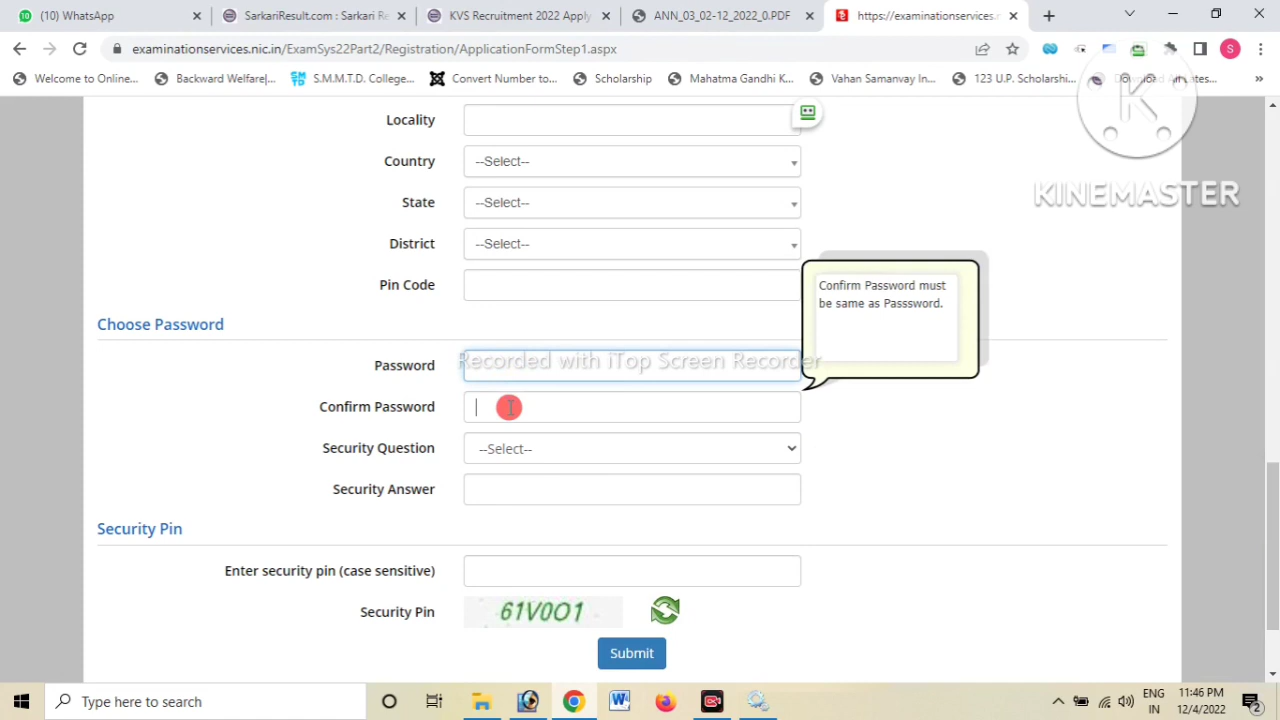 (10) WhatsApp
SarkariResult.com : Sarkari Re
KVS Recruitment 2022 Apply
ANN_03_02-12_2022_0.PDF
https://examinationservices.n
examinationservices.nic.in/ExamSys22Part2/Registration/ApplicationFormStep1.aspx
S
Welcome to Online...
Backward Welfare|...
S.M.M.T.D. College...
Convert Number to...
Scholarship
Mahatma Gandhi K...
Vahan Samanvay In...
123 U.P. Scholarshi...
»
K
KINEMASTER
Locality
Country --Select--
State --Select--
District --Select--
Pin Code
Confirm Password must
be same as Passsword.
Choose Password
Password
Recorded with iTop Screen Recorder
Confirm Password
Security Question --Select--
Security Answer
Security Pin
Enter security pin (case sensitive)
Security Pin 61V0O1
Submit
Type here to search
ENG
IN
11:46 PM
12/4/2022
2